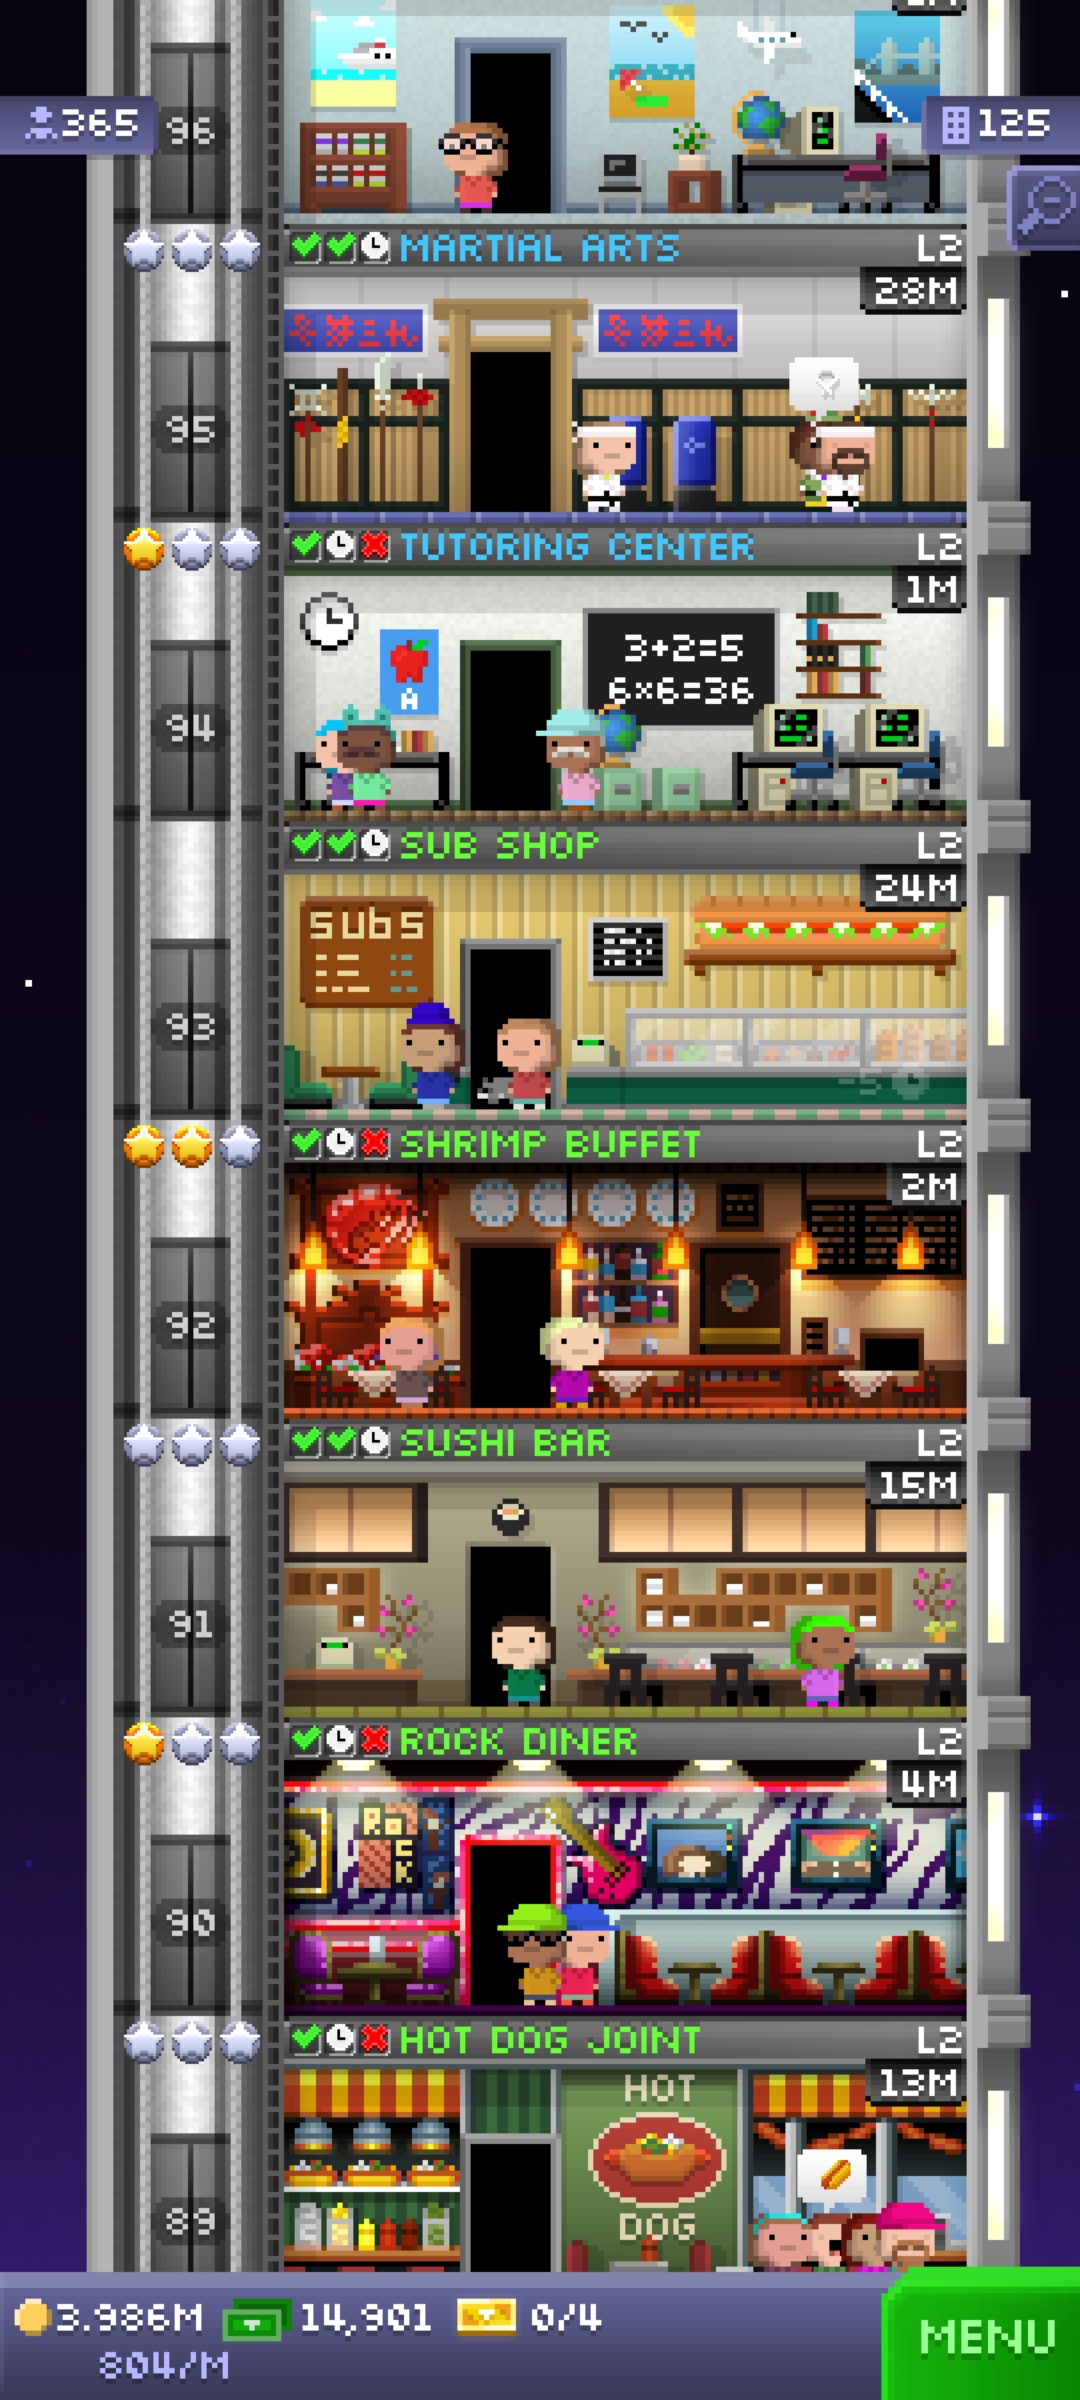 365
96
125
MARTIAL ARTS L2
28M
95
TUTORING CENTER L2
1M
3+2=5
6x6=36
A
94
SUB SHOP L2
24M
SUbS
93
-5
SHRIMP BUFFET L2
2M
92
SUSHI BAR L2
15M
91
ROCK DINER L2
4M
ROCK
90
HOT DOG JOINT L2
13M
HOT
DOG
89
3.986M 14,901 0/4
804/M
MENU